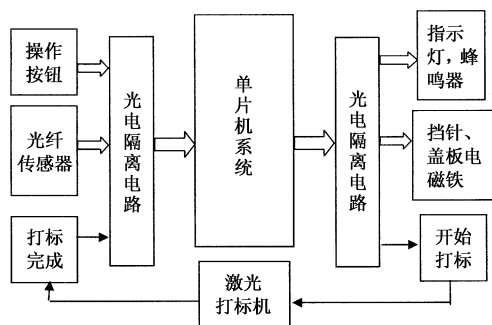 操作
按钮
光纤
传感器
打标
完成
光电隔离电路
单片机系统
光电隔离电路
指示
灯，蜂
鸣器
挡针、
盖板电
磁铁
开始
打标
激光
打标机